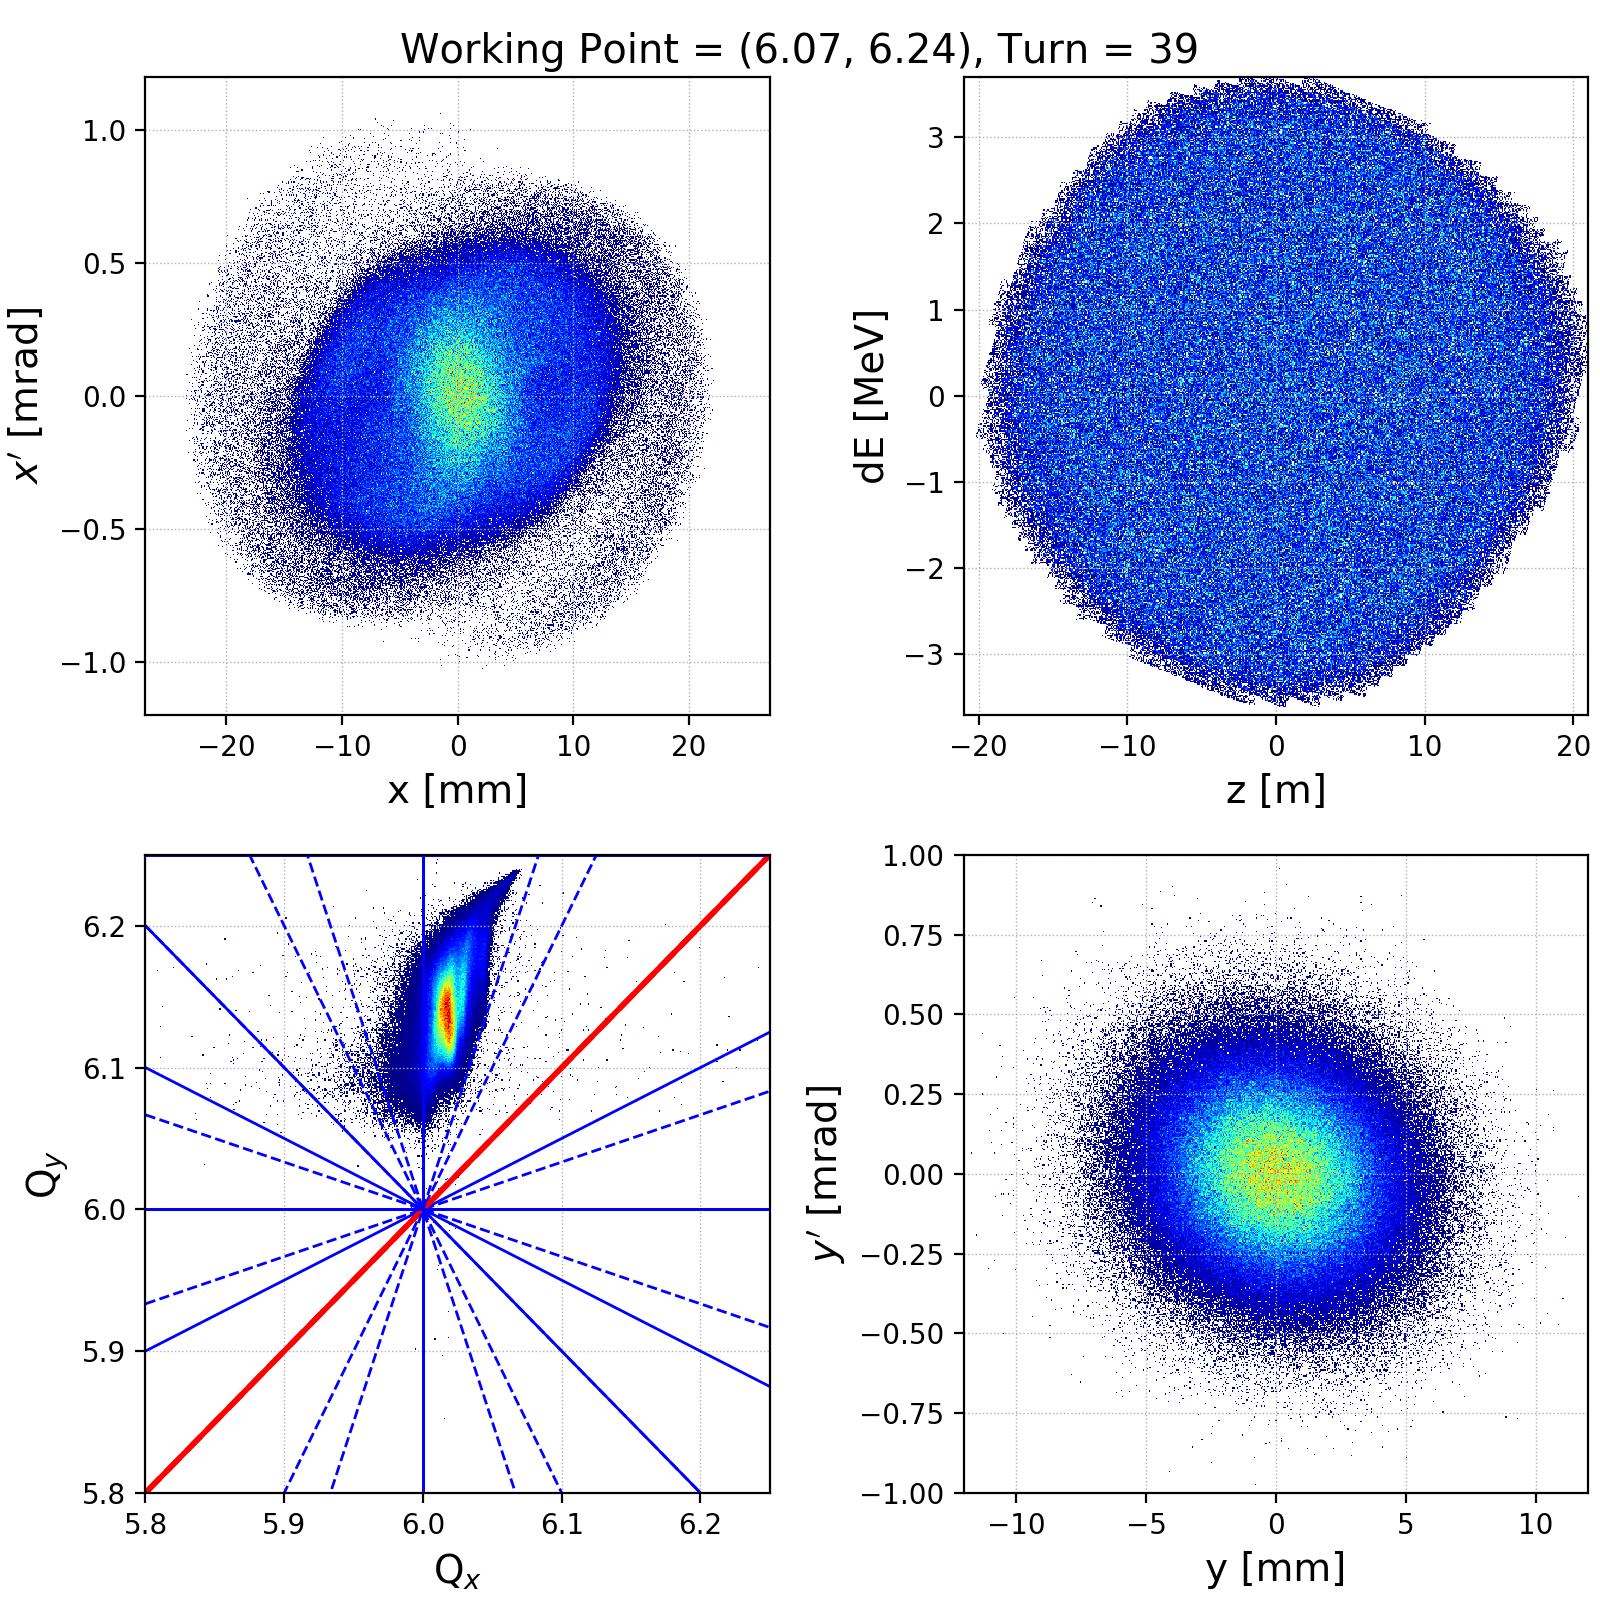 Working Point = (6.07, 6.24), Turn = 39
1.0
0.5
0.0
−0.5
−1.0
x′ [mrad]
−20 −10 0 10 20
x [mm]
3
2
1
0
−1
−2
−3
dE [MeV]
−20 −10 0 10 20
z [m]
6.2
6.1
6.0
5.9
5.8
Qy
5.8 5.9 6.0 6.1 6.2
Qx
1.00
0.75
0.50
0.25
0.00
−0.25
−0.50
−0.75
−1.00
y′ [mrad]
−10 −5 0 5 10
y [mm]